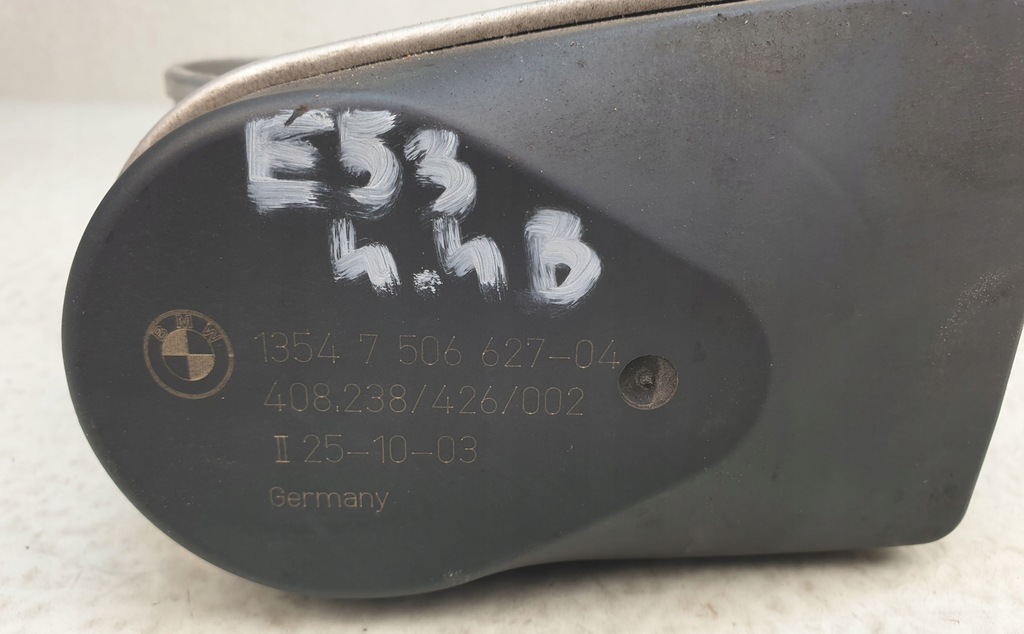 E53
4.4B
BMW
1354 7 506 627-04
408.238/426/002
II 25-10-03
Germany